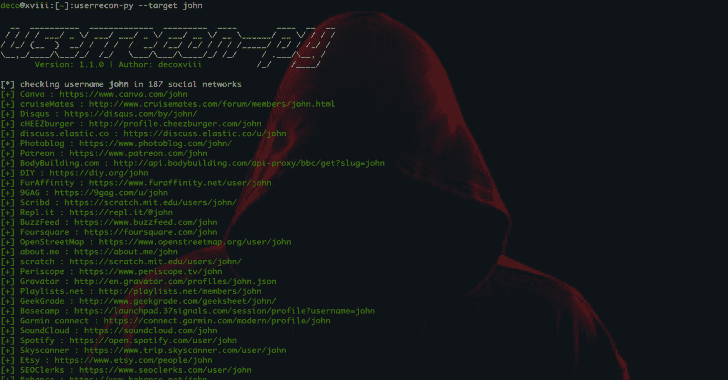 deco@xviii:[~]:userrecon-py --target john
userrecon-py
Version: 1.1.0 | Author: decoxviii
[*] checking username john in 187 social networks
[+] Canva : https://www.canva.com/john
[+] cruiseMates : http://www.cruisemates.com/forum/members/john.html
[+] Disqus : https://disqus.com/by/john/
[+] cHEEZburger : http://profile.cheezburger.com/john
[+] discuss.elastic.co : https://discuss.elastic.co/u/john
[+] Photoblog : https://www.photoblog.com/john/
[+] Patreon : https://www.patreon.com/john
[+] BodyBuilding.com : http://api.bodybuilding.com/api-proxy/bbc/get?slug=john
[+] DIY : https://diy.org/john
[+] FurAffinity : https://www.furaffinity.net/user/john
[+] 9GAG : https://9gag.com/u/john
[+] Scribd : https://scratch.mit.edu/users/john/
[+] Repl.it : https://repl.it/@john
[+] BuzzFeed : https://www.buzzfeed.com/john
[+] Foursquare : https://foursquare.com/john
[+] OpenStreetMap : https://www.openstreetmap.org/user/john
[+] about.me : https://about.me/john
[+] scratch : https://scratch.mit.edu/users/john/
[+] Periscope : https://www.periscope.tv/john
[+] Gravatar : http://en.gravatar.com/profiles/john.json
[+] Playlists.net : http://playlists.net/members/john
[+] GeekGrade : http://www.geekgrade.com/geeksheet/john/
[+] Basecamp : https://launchpad.37signals.com/session/profile?username=john
[+] Garmin connect : https://connect.garmin.com/modern/profile/john
[+] SoundCloud : https://soundcloud.com/john
[+] Spotify : https://open.spotify.com/user/john
[+] Skyscanner : https://www.trip.skyscanner.com/user/john
[+] Etsy : https://www.etsy.com/people/john
[+] SEOClerks : https://www.seoclerks.com/user/john